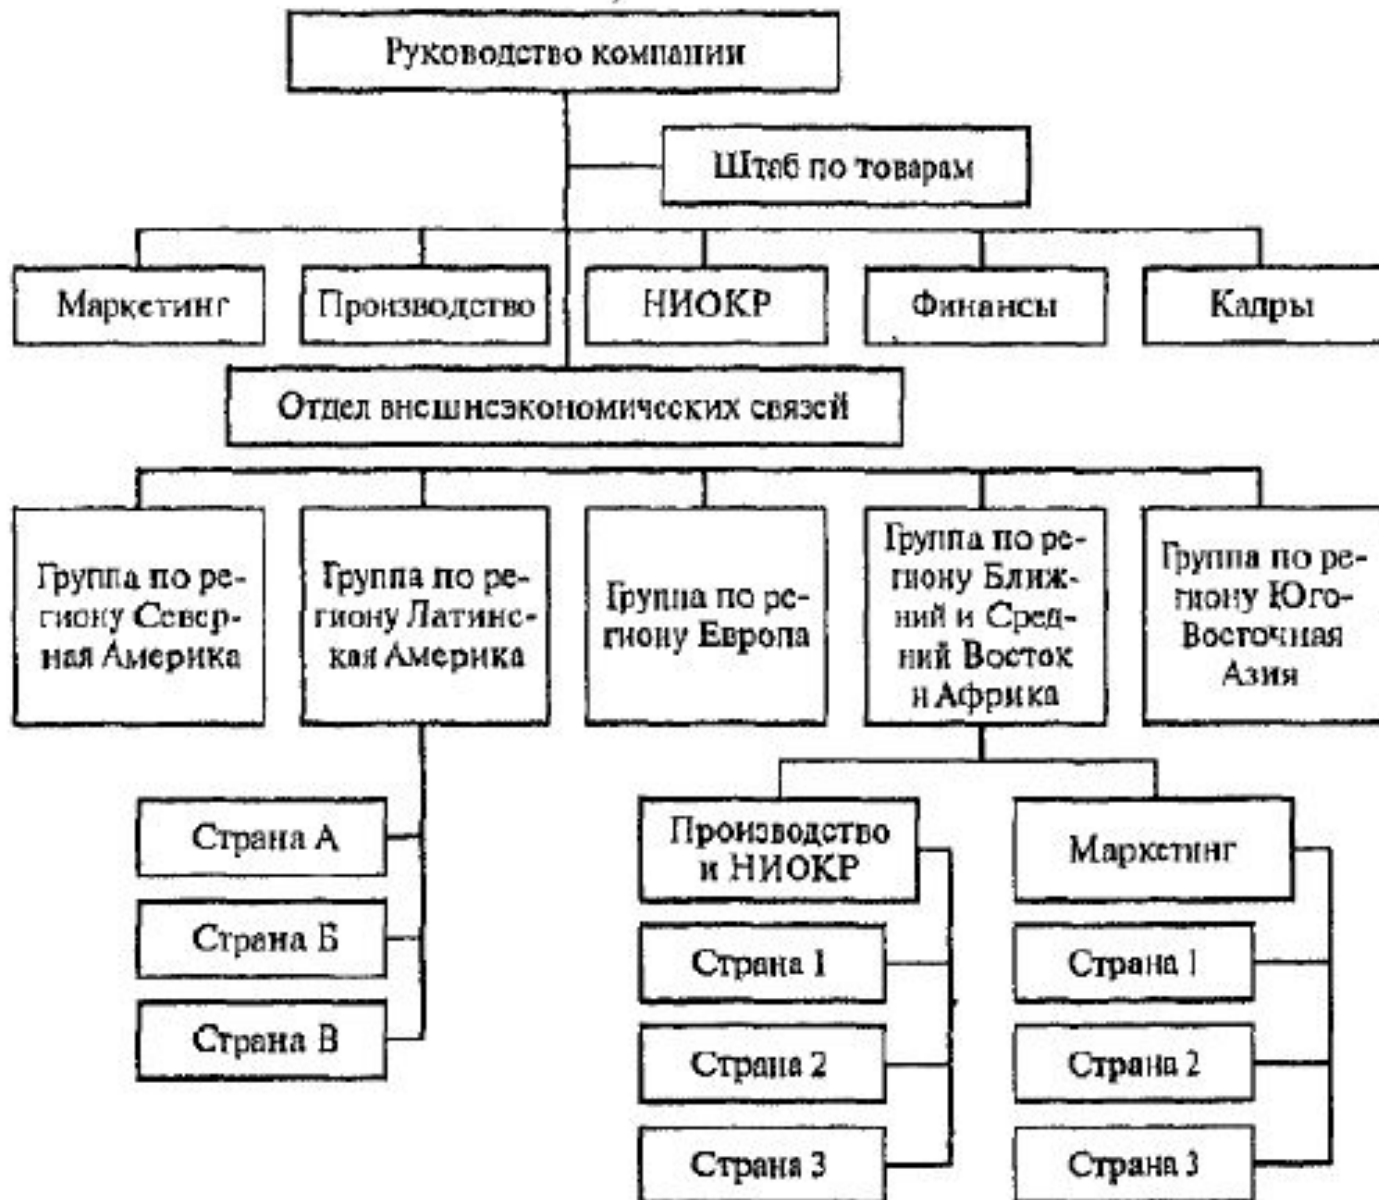 Руководство компании
Штаб по товарам
Маркетинг
Производство
НИОКР
Финансы
Кадры
Отдел внешнеэкономических связей
Группа по ре-
гиону Север-
ная Америка
Группа по ре-
гиону Латинс-
кая Америка
Группа по ре-
гиону Европа
Группа по ре-
гиону Ближ-
ний и Сред-
ний Восток
и Африка
Группа по ре-
гиону Юго-
Восточная
Азия
Страна А
Страна Б
Страна В
Производство
и НИОКР
Страна 1
Страна 2
Страна 3
Маркетинг
Страна 1
Страна 2
Страна 3